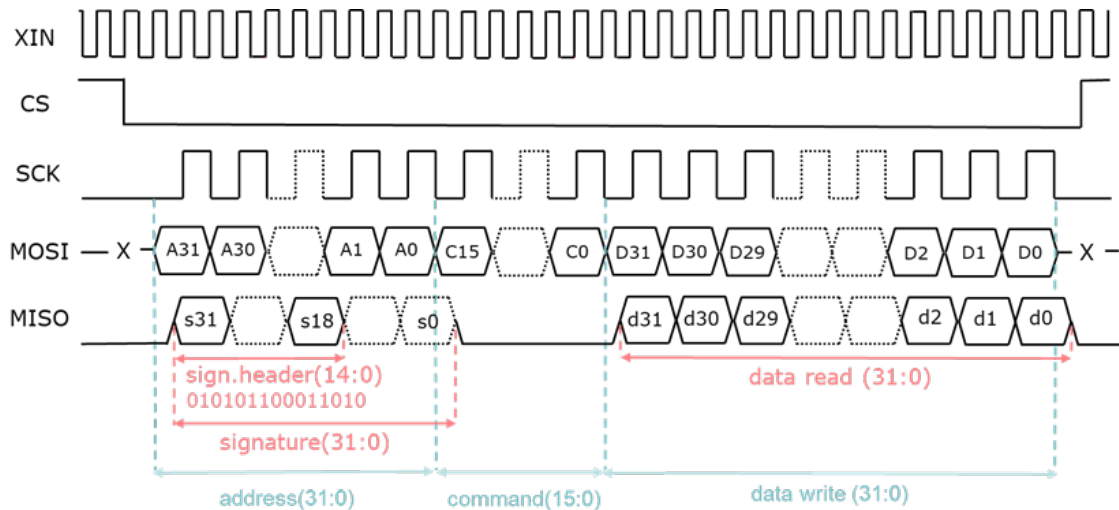 XIN
CS
SCK
MOSI X A31 A30 A1 A0 C15 C0 D31 D30 D29 D2 D1 D0 X
MISO s31 s18 s0 d31 d30 d29 d2 d1 d0
sign.header(14:0) data read (31:0)
010101100011010
signature(31:0)
address(31:0) command(15:0) data write (31:0)